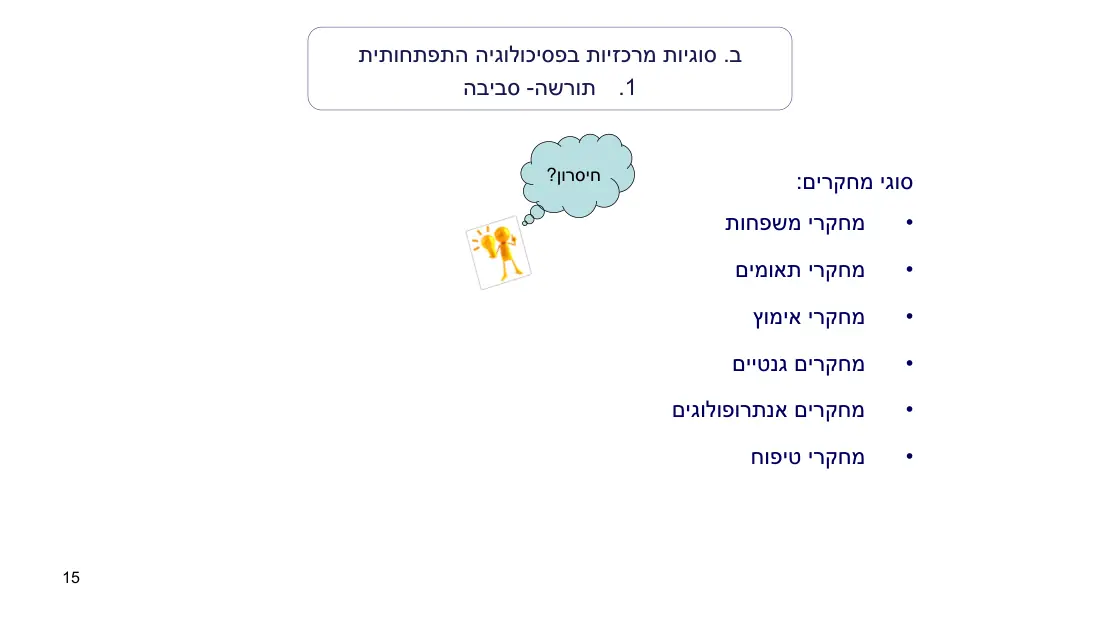 ב. סוגיות מרכזיות בפסיכולוגיה התפתחותית
1. תורשה- סביבה
חיסרון?
סוגי מחקרים:
• מחקרי משפחות
• מחקרי תאומים
• מחקרי אימוץ
• מחקרים גנטיים
• מחקרים אנתרופולוגים
• מחקרי טיפוח
15